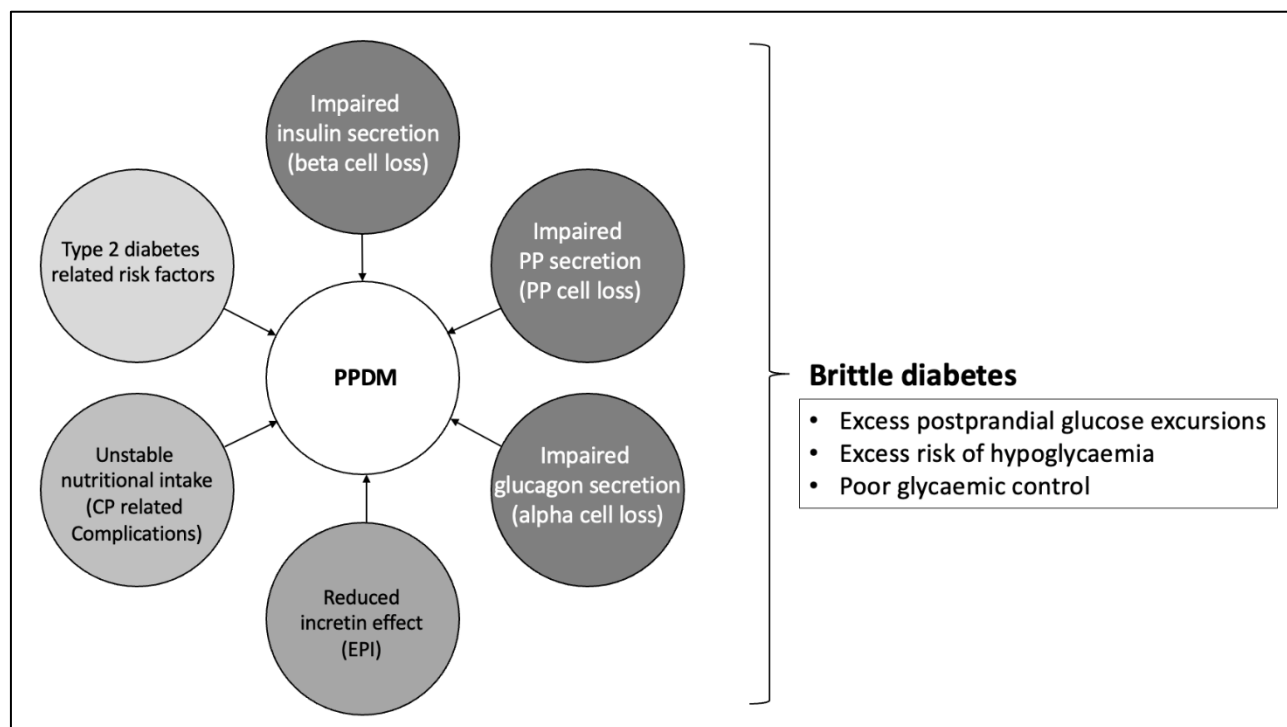 Impaired
insulin secretion
(beta cell loss)
Type 2 diabetes
related risk factors
Impaired
PP secretion
(PP cell loss)
PPDM
Unstable
nutritional intake
(CP related
Complications)
Impaired
glucagon secretion
(alpha cell loss)
Reduced
incretin effect
(EPI)
Brittle diabetes
• Excess postprandial glucose excursions
• Excess risk of hypoglycaemia
• Poor glycaemic control